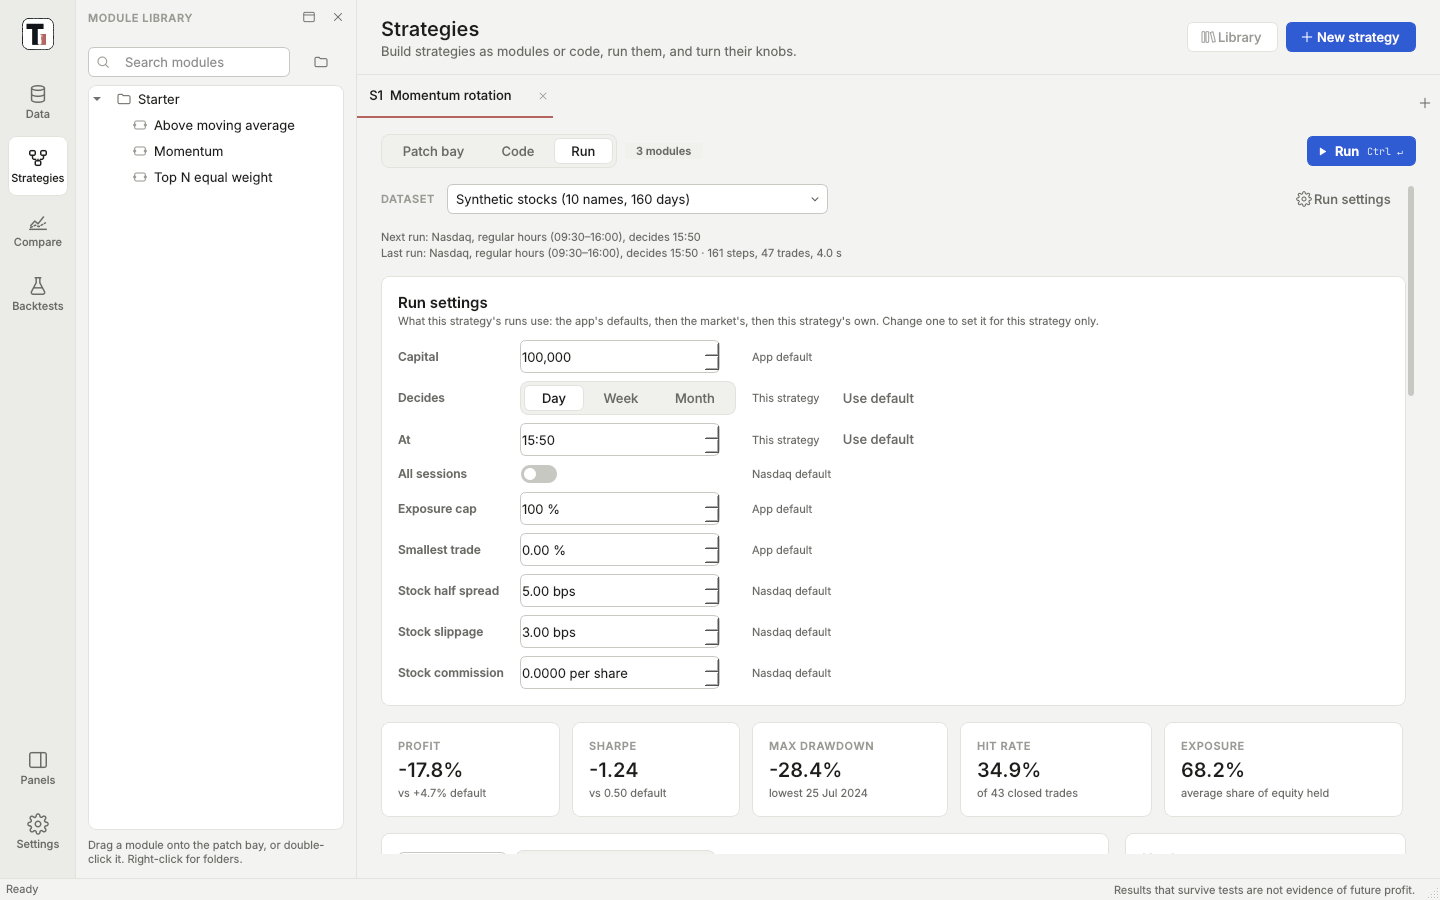 MODULE LIBRARY
Search modules
Starter
Above moving average
Momentum
Top N equal weight
Drag a module onto the patch bay, or double-
click it. Right-click for folders.
Data
Strategies
Compare
Backtests
Panels
Settings
Strategies
Build strategies as modules or code, run them, and turn their knobs.
Library
New strategy
S1 Momentum rotation
Patch bay
Code
Run
3 modules
Run Ctrl ↵
DATASET
Synthetic stocks (10 names, 160 days)
Run settings
Next run: Nasdaq, regular hours (09:30–16:00), decides 15:50
Last run: Nasdaq, regular hours (09:30–16:00), decides 15:50 · 161 steps, 47 trades, 4.0 s
Run settings
What this strategy's runs use: the app's defaults, then the market's, then this strategy's own. Change one to set it for this strategy only.
Capital 100,000 App default
Decides Day Week Month This strategy Use default
At 15:50 This strategy Use default
All sessions Nasdaq default
Exposure cap 100 % App default
Smallest trade 0.00 % App default
Stock half spread 5.00 bps Nasdaq default
Stock slippage 3.00 bps Nasdaq default
Stock commission 0.0000 per share Nasdaq default
PROFIT
-17.8%
vs +4.7% default
SHARPE
-1.24
vs 0.50 default
MAX DRAWDOWN
-28.4%
lowest 25 Jul 2024
HIT RATE
34.9%
of 43 closed trades
EXPOSURE
68.2%
average share of equity held
Ready
Results that survive tests are not evidence of future profit.